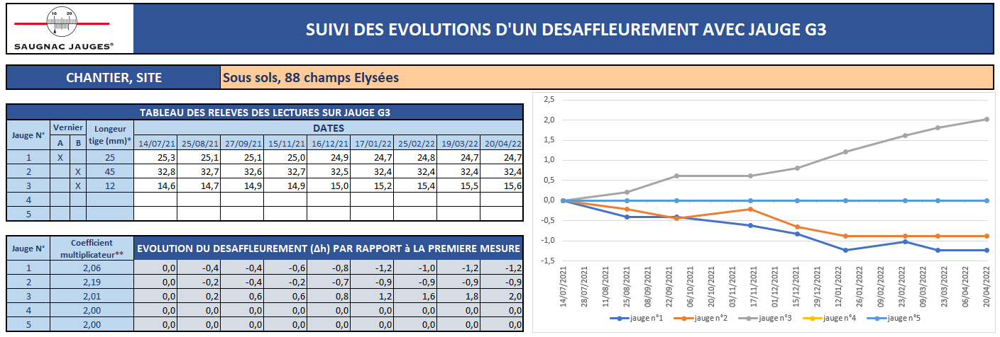 10 20
SAUGNAC JAUGES®
SUIVI DES EVOLUTIONS D'UN DESAFFLEUREMENT AVEC JAUGE G3
CHANTIER, SITE Sous sols, 88 champs Elysées
TABLEAU DES RELEVES DES LECTURES SUR JAUGE G3
Jauge N° Vernier Longeur tige (mm)* DATES
A B 14/07/21 25/08/21 27/09/21 15/11/21 16/12/21 17/01/22 25/02/22 19/03/22 20/04/22
1 X 25 25,3 25,1 25,1 25,0 24,9 24,7 24,8 24,7 24,7
2 X 45 32,8 32,7 32,6 32,7 32,5 32,4 32,4 32,4 32,4
3 X 12 14,6 14,7 14,9 14,9 15,0 15,2 15,4 15,5 15,6
4
5
Jauge N° Coefficient multiplicateur** EVOLUTION DU DESAFFLEUREMENT (Δh) PAR RAPPORT à LA PREMIERE MESURE
1 2,06 0,0 -0,4 -0,4 -0,6 -0,8 -1,2 -1,0 -1,2 -1,2
2 2,19 0,0 -0,2 -0,4 -0,2 -0,7 -0,9 -0,9 -0,9 -0,9
3 2,01 0,0 0,2 0,6 0,6 0,8 1,2 1,6 1,8 2,0
4 2,00 0,0 0,0 0,0 0,0 0,0 0,0 0,0 0,0 0,0
5 2,00 0,0 0,0 0,0 0,0 0,0 0,0 0,0 0,0 0,0
2,5
2,0
1,5
1,0
0,5
0,0
-0,5
-1,0
-1,5
14/07/2021 28/07/2021 11/08/2021 25/08/2021 08/09/2021 22/09/2021 06/10/2021 20/10/2021 03/11/2021 17/11/2021 01/12/2021 15/12/2021 29/12/2021 12/01/2022 26/01/2022 09/02/2022 23/02/2022 09/03/2022 23/03/2022 06/04/2022 20/04/2022
jauge n°1 jauge n°2 jauge n°3 jauge n°4 jauge n°5